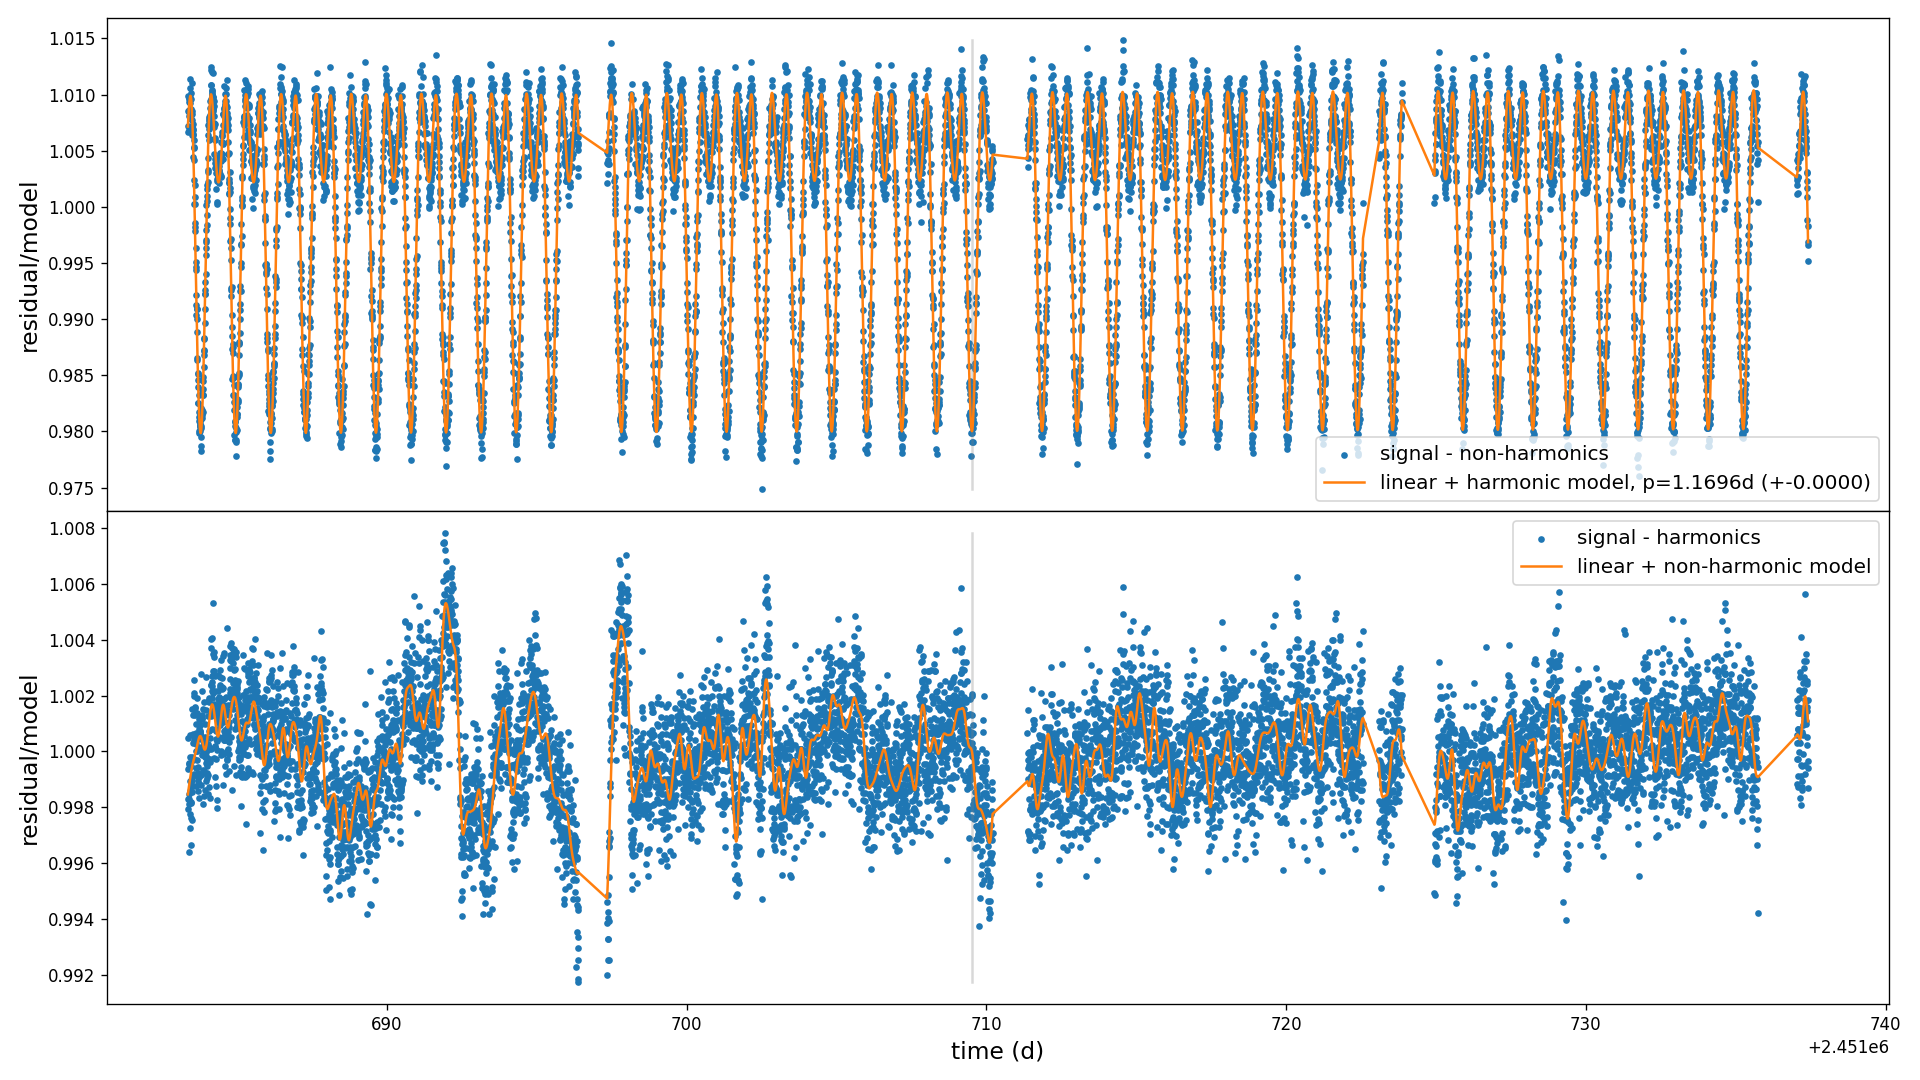 1.015
1.010
1.005
1.000
0.995
0.990
0.985
0.980
0.975
residual/model
signal - non-harmonics
linear + harmonic model, p=1.1696d (+-0.0000)
1.008
1.006
1.004
1.002
1.000
0.998
0.996
0.994
0.992
residual/model
signal - harmonics
linear + non-harmonic model
690 700 710 720 730 740
time (d)
+2.451e6